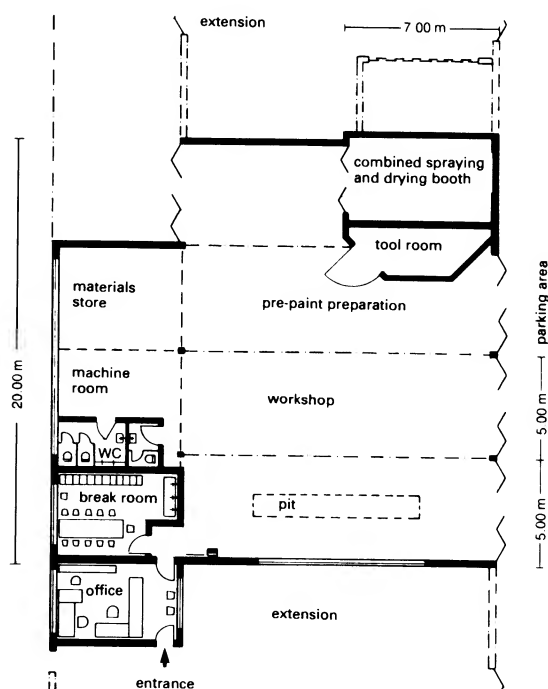 extension
7 00 m
combined spraying
and drying booth
tool room
materials
store
pre-paint preparation
parking area
20 00 m
machine
room
workshop
5 00 m
WC
break room
pit
5.00 m
office
extension
entrance